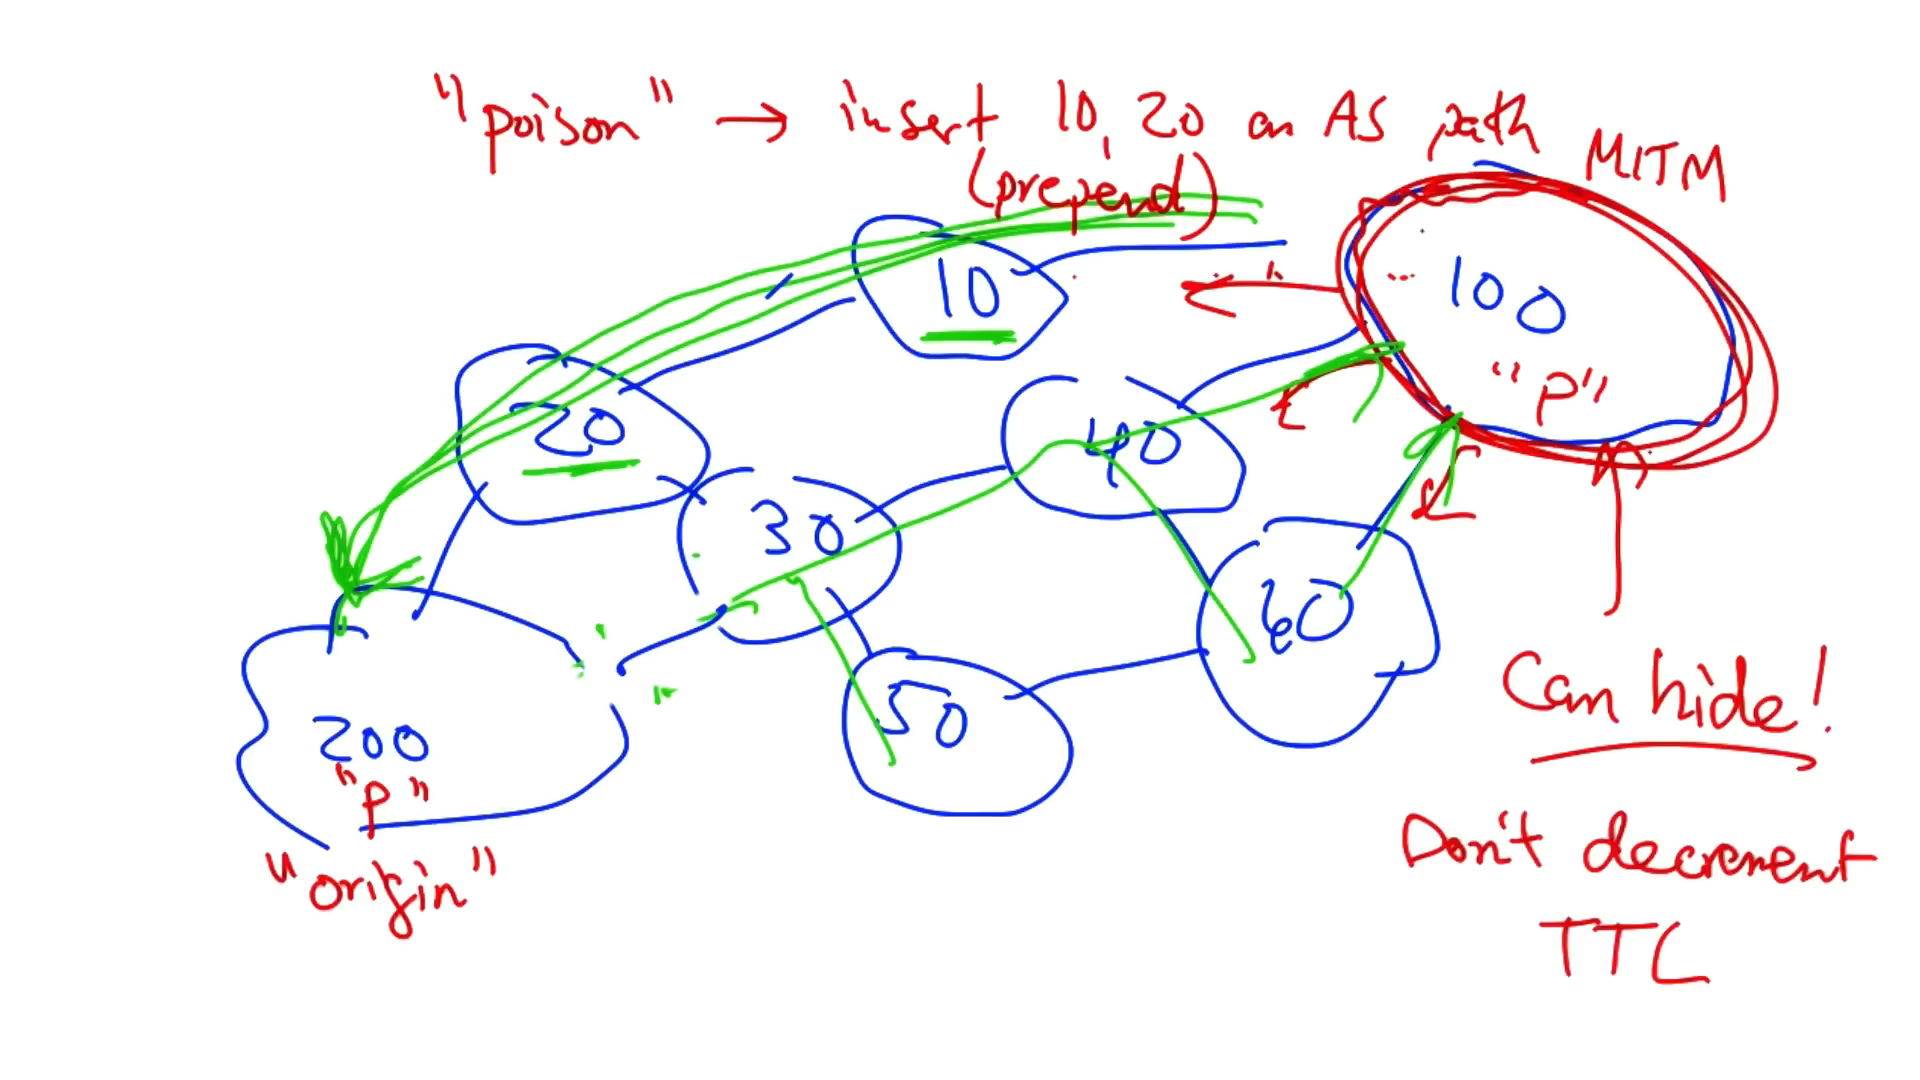 "poison" → insert 10, 20 on AS path
(prepend)
MITM
10
100
"P"
20
40
30
60
50
200
"P"
"origin"
Can hide!
Don't decrement
TTL